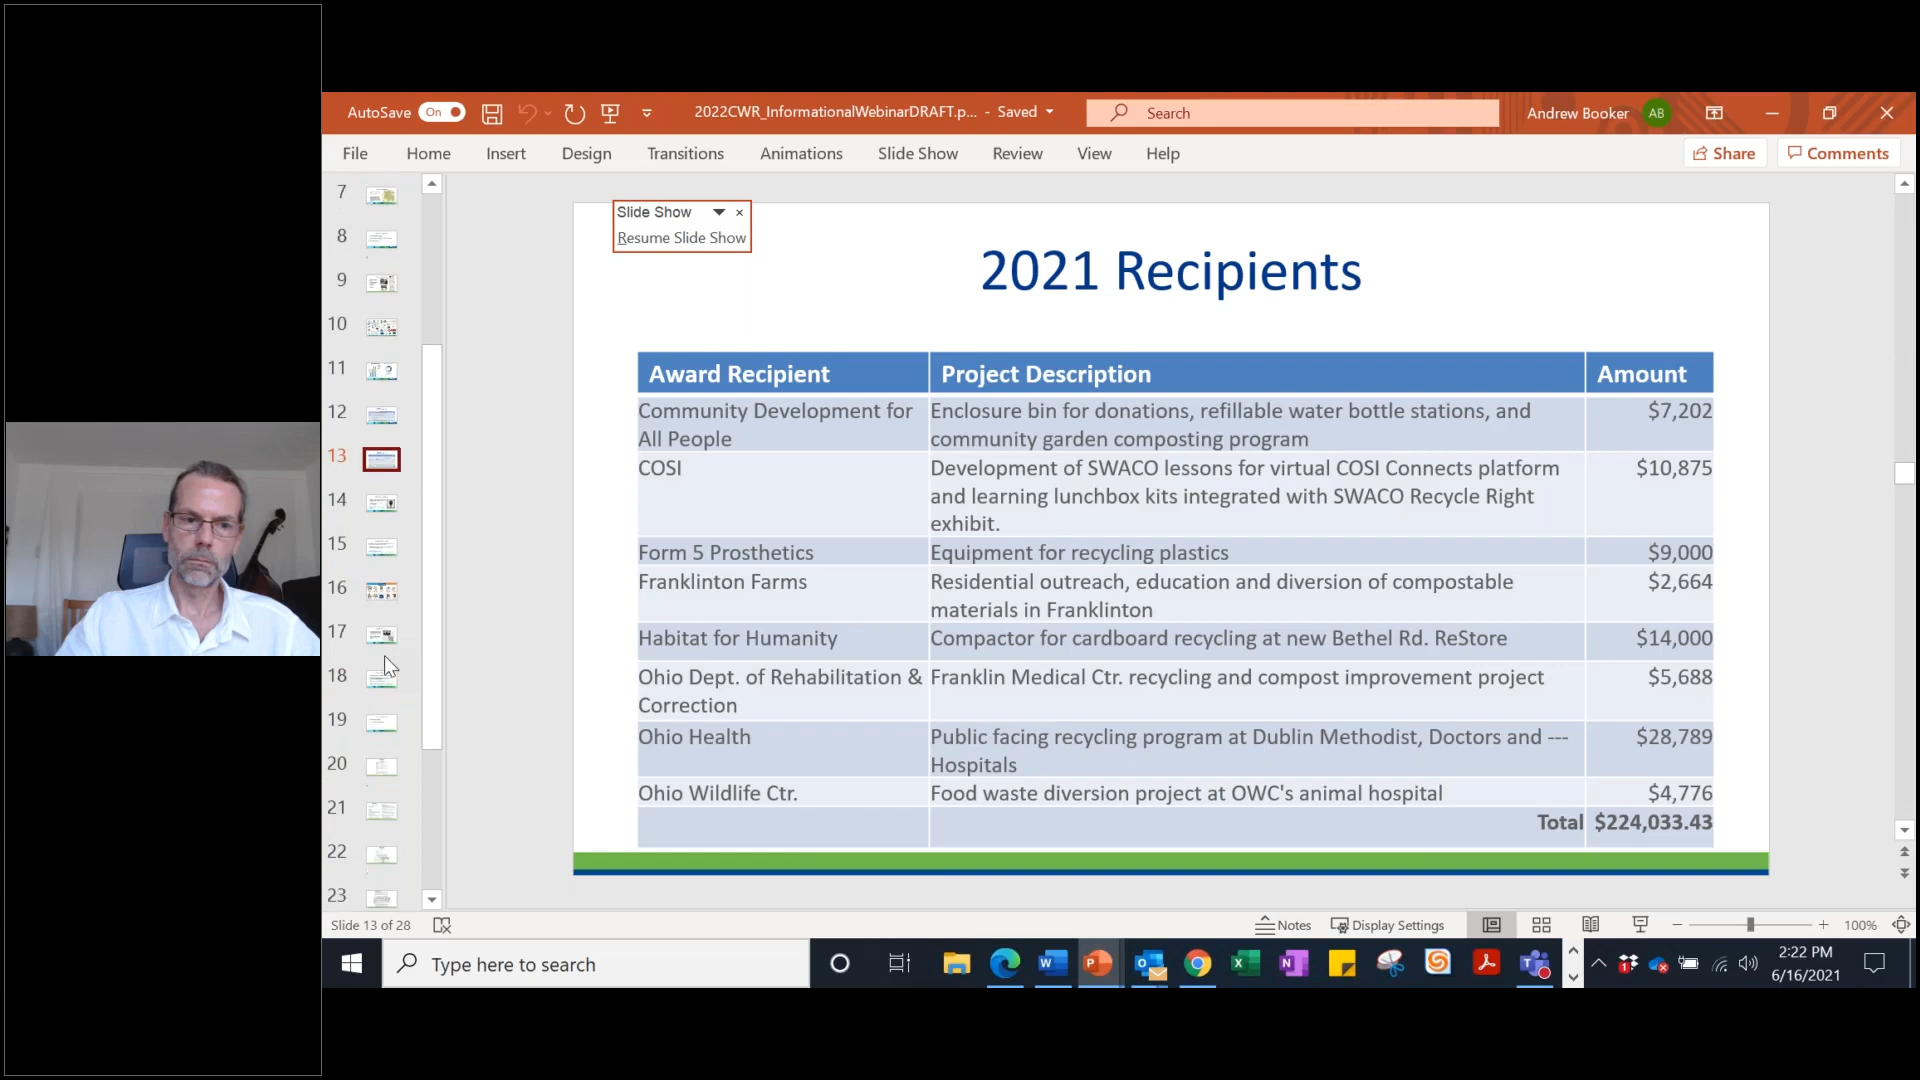 AutoSave On 2022CWR_InformationalWebinarDRAFT.p... - Saved Search Andrew Booker AB
File Home Insert Design Transitions Animations Slide Show Review View Help Share Comments
7
8
9
10
11
12
13
14
15
16
17
18
19
20
21
22
23
Slide Show
Resume Slide Show
2021 Recipients
Award Recipient Project Description Amount
Community Development for Enclosure bin for donations, refillable water bottle stations, and $7,202
All People community garden composting program
COSI Development of SWACO lessons for virtual COSI Connects platform $10,875
and learning lunchbox kits integrated with SWACO Recycle Right
exhibit.
Form 5 Prosthetics Equipment for recycling plastics $9,000
Franklinton Farms Residential outreach, education and diversion of compostable $2,664
materials in Franklinton
Habitat for Humanity Compactor for cardboard recycling at new Bethel Rd. ReStore $14,000
Ohio Dept. of Rehabilitation & Franklin Medical Ctr. recycling and compost improvement project $5,688
Correction
Ohio Health Public facing recycling program at Dublin Methodist, Doctors and --- $28,789
Hospitals
Ohio Wildlife Ctr. Food waste diversion project at OWC's animal hospital $4,776
Total $224,033.43
Slide 13 of 28 Notes Display Settings 100%
Type here to search 2:22 PM
6/16/2021